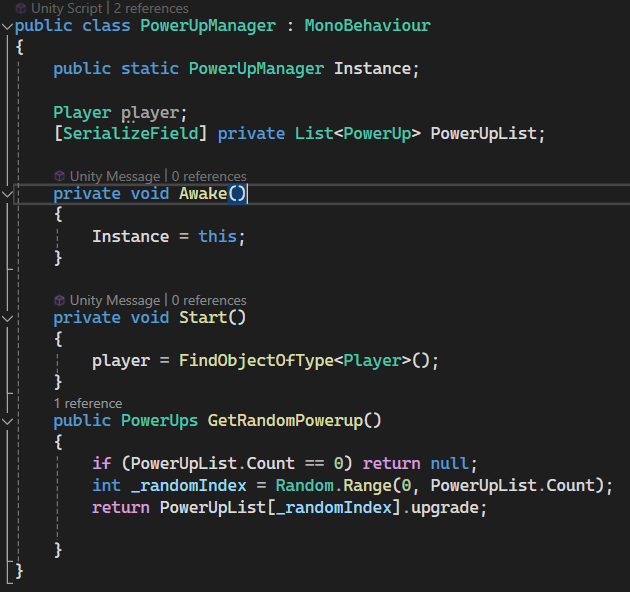 Unity Script | 2 references
public class PowerUpManager : MonoBehaviour
{
public static PowerUpManager Instance;
Player player;
[SerializeField] private List<PowerUp> PowerUpList;
Unity Message | 0 references
private void Awake()
{
Instance = this;
}
Unity Message | 0 references
private void Start()
{
player = FindObjectOfType<Player>();
}
1 reference
public PowerUps GetRandomPowerup()
{
if (PowerUpList.Count == 0) return null;
int _randomIndex = Random.Range(0, PowerUpList.Count);
return PowerUpList[_randomIndex].upgrade;
}
}